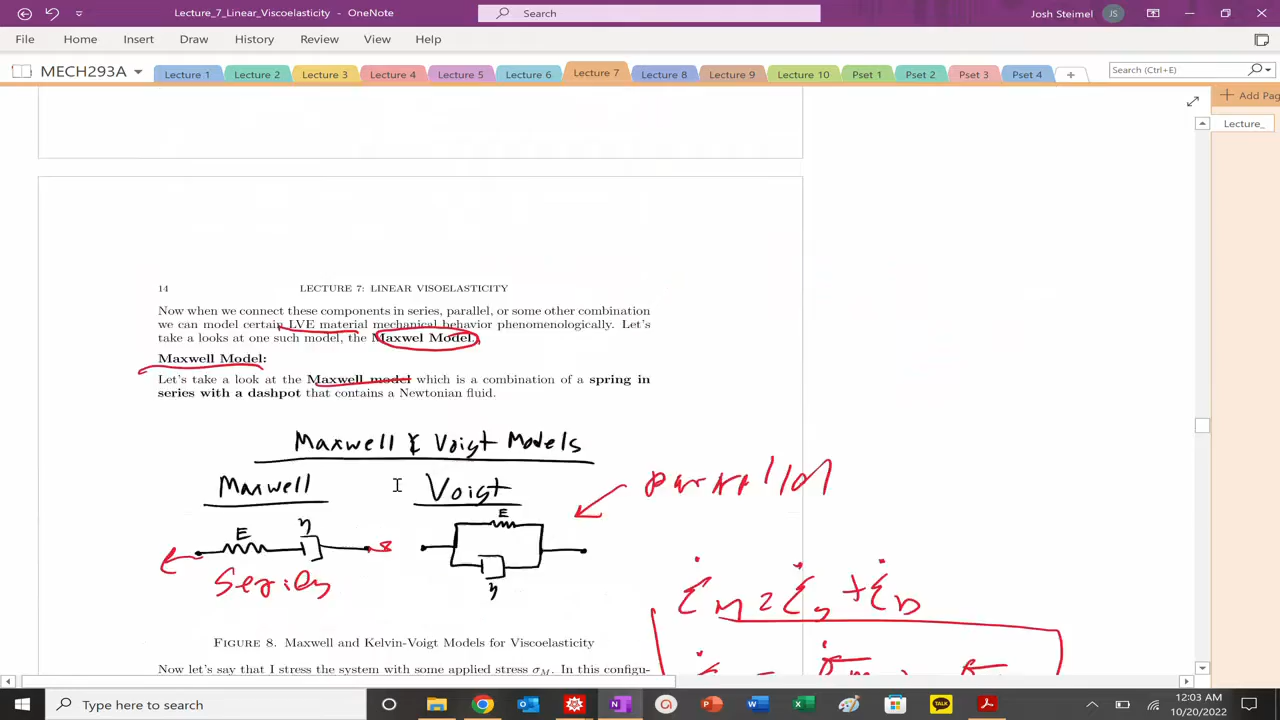 Lecture_7_Linear_Viscoelasticity - OneNote
Search
Josh Steimel
JS
File Home Insert Draw History Review View Help
MECH293A
Lecture 1 Lecture 2 Lecture 3 Lecture 4 Lecture 5 Lecture 6 Lecture 7 Lecture 8 Lecture 9 Lecture 10 Pset 1 Pset 2 Pset 3 Pset 4
Search (Ctrl+E)
Add Pag
Lecture_
14 LECTURE 7: LINEAR VISOELASTICITY
Now when we connect these components in series, parallel, or some other combination
we can model certain LVE material mechanical behavior phenomenologically. Let's
take a looks at one such model, the Maxwel Model.
Maxwell Model:
Let's take a look at the Maxwell model which is a combination of a spring in
series with a dashpot that contains a Newtonian fluid.
Maxwell & Voigt Models
Maxwell Voigt
parallel
E η
E
η
Series
ε̇M = ε̇s + ε̇D
FIGURE 8. Maxwell and Kelvin-Voigt Models for Viscoelasticity
Now let's say that I stress the system with some applied stress σM. In this configu-
Type here to search
TALK
12:03 AM
10/20/2022